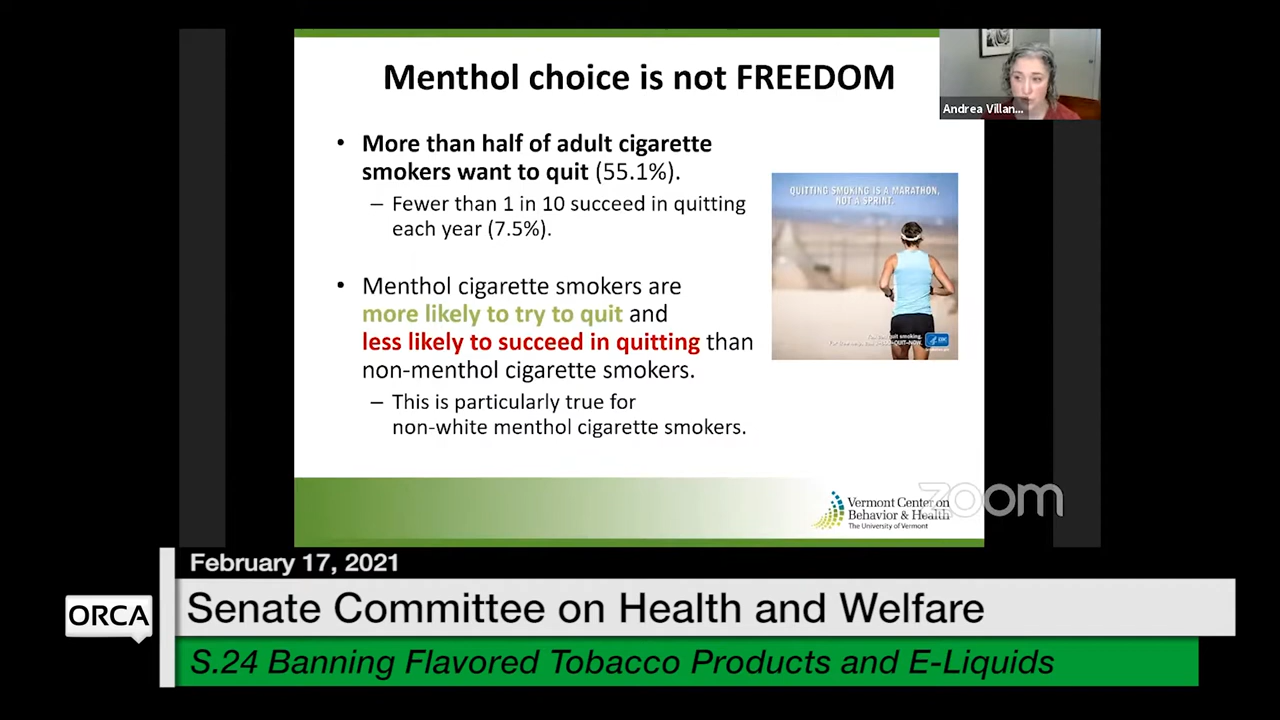 Menthol choice is not FREEDOM
Andrea Villan...
• More than half of adult cigarette
smokers want to quit (55.1%).
– Fewer than 1 in 10 succeed in quitting
each year (7.5%).
• Menthol cigarette smokers are
more likely to try to quit and
less likely to succeed in quitting than
non-menthol cigarette smokers.
– This is particularly true for
non-white menthol cigarette smokers.
QUITTING SMOKING IS A MARATHON,
NOT A SPRINT.
quit smoking.
CDC
Vermont Center on
Behavior & Health
The University of Vermont
zoom
February 17, 2021
ORCA
Senate Committee on Health and Welfare
S.24 Banning Flavored Tobacco Products and E-Liquids